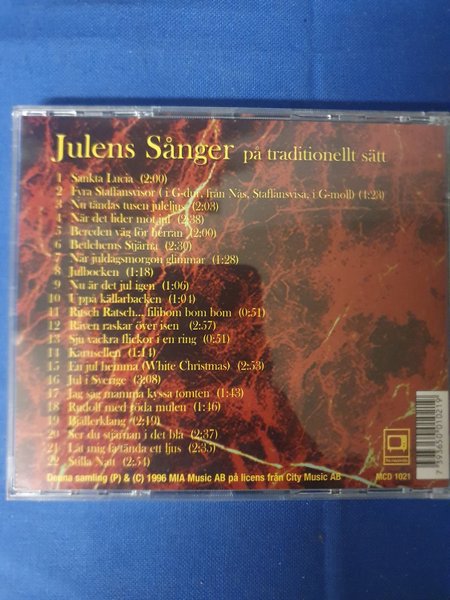 Julens Sånger på traditionellt sätt
1 Sankta Lucia (2:00)
2 Fyra Staffansvisor (i G-dur, från Näs, Staffansvisa, i G-moll) (1:23)
3 Nu tändas tusen juleljus (2:03)
4 När det lider mot jul (2:38)
5 Bereden väg för herran (2:00)
6 Betlehems Stjärna (2:30)
7 När juldagsmorgon glimmar (1:28)
8 Julbocken (1:18)
9 Nu är det jul igen (1:06)
10 Uppå källarbacken (1:04)
11 Ritsch Ratsch... filibom bom bom (0:51)
12 Räven raskar över isen (2:57)
13 Sju vackra flickor i en ring (0:51)
14 Karusellen (1:14)
15 En jul hemma (White Christmas) (2:53)
16 Jul i Sverige (3:08)
17 Jag såg mamma kyssa tomten (1:43)
18 Rudolf med röda mulen (1:46)
19 Bjällerklang (2:19)
20 Ser du stjärnan i det blå (2:37)
21 Låt mig få tända ett ljus (2:35)
22 Stilla Natt (2:54)
Denna samling (P) & (C) 1996 MIA Music AB på licens från City Music AB
MCD 1021
7 393650 010219